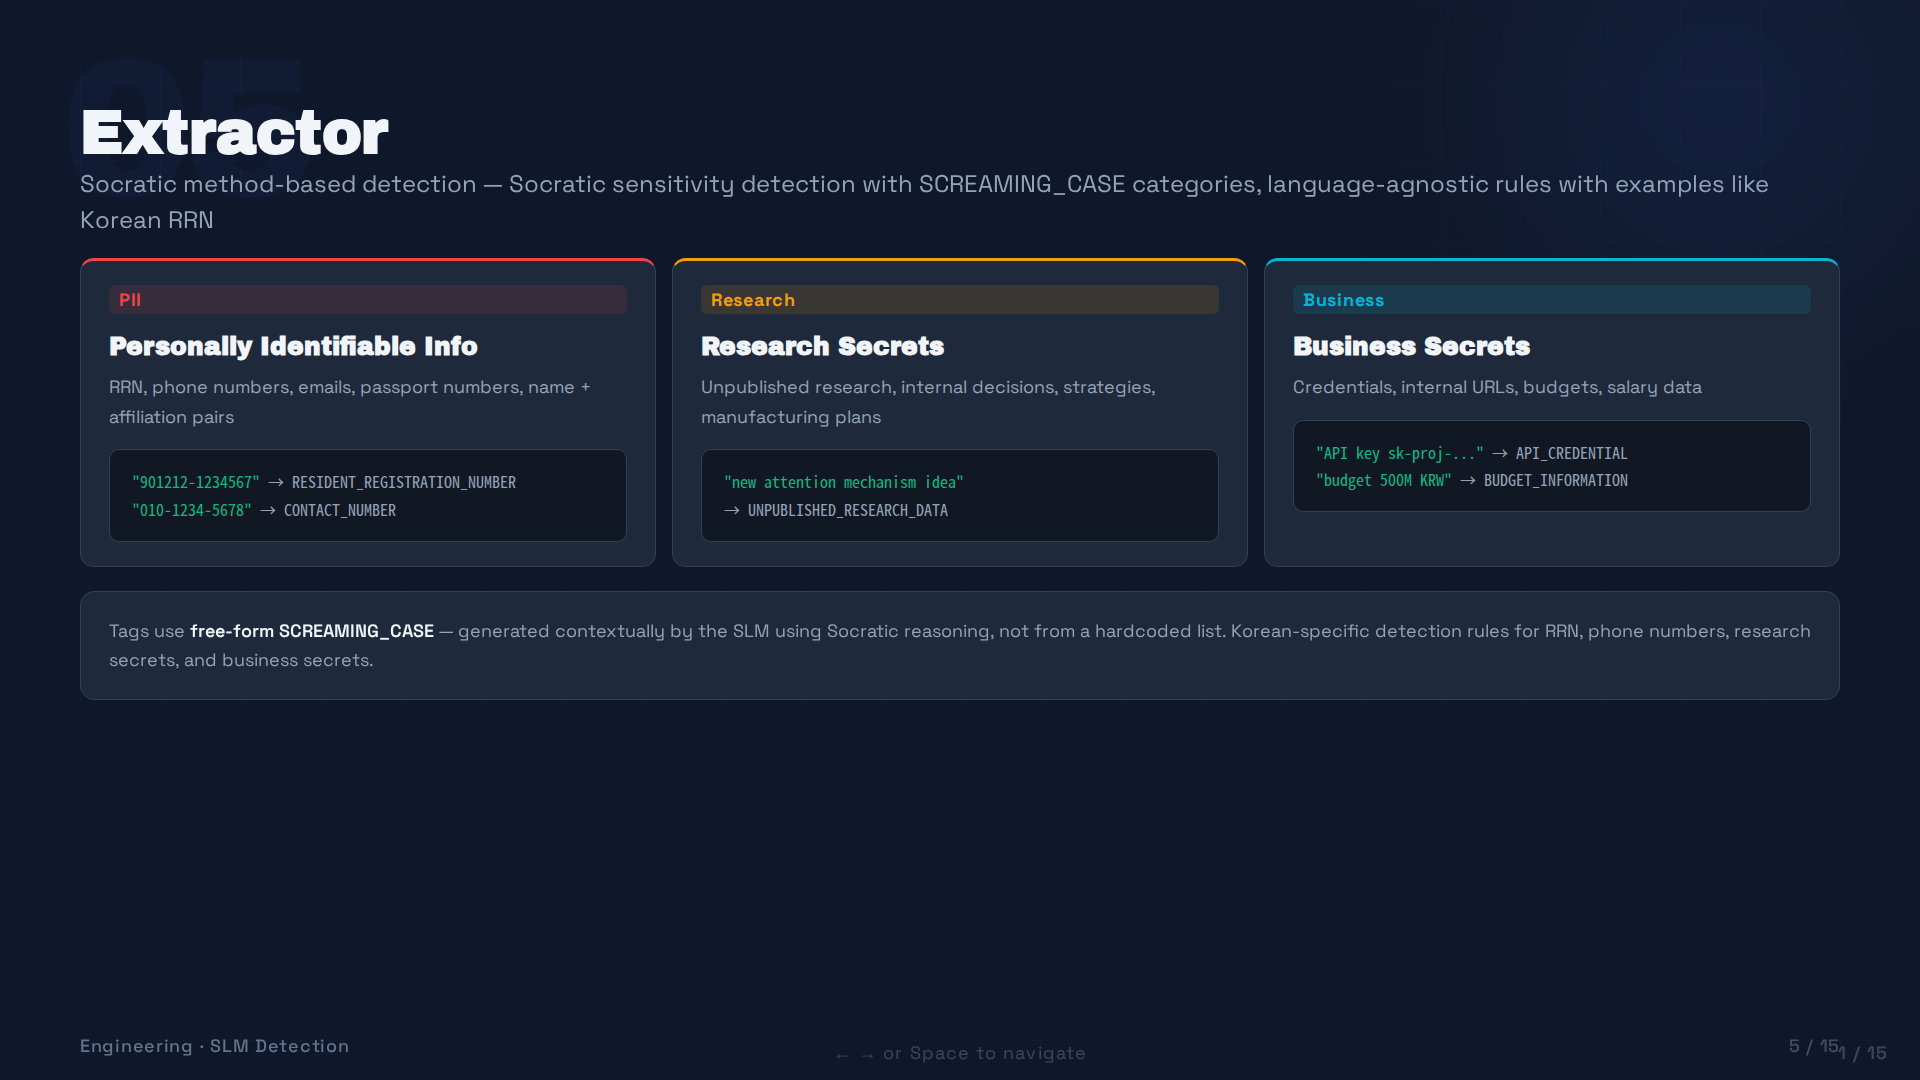 05
Extractor
Socratic method-based detection — Socratic sensitivity detection with SCREAMING_CASE categories, language-agnostic rules with examples like
Korean RRN
PII
Personally Identifiable Info
RRN, phone numbers, emails, passport numbers, name +
affiliation pairs
"901212-1234567" → RESIDENT_REGISTRATION_NUMBER
"010-1234-5678" → CONTACT_NUMBER
Research
Research Secrets
Unpublished research, internal decisions, strategies,
manufacturing plans
"new attention mechanism idea"
→ UNPUBLISHED_RESEARCH_DATA
Business
Business Secrets
Credentials, internal URLs, budgets, salary data
"API key sk-proj-..." → API_CREDENTIAL
"budget 500M KRW" → BUDGET_INFORMATION
Tags use free-form SCREAMING_CASE — generated contextually by the SLM using Socratic reasoning, not from a hardcoded list. Korean-specific detection rules for RRN, phone numbers, research
secrets, and business secrets.
Engineering · SLM Detection
← → or Space to navigate
5 / 15
1 / 15